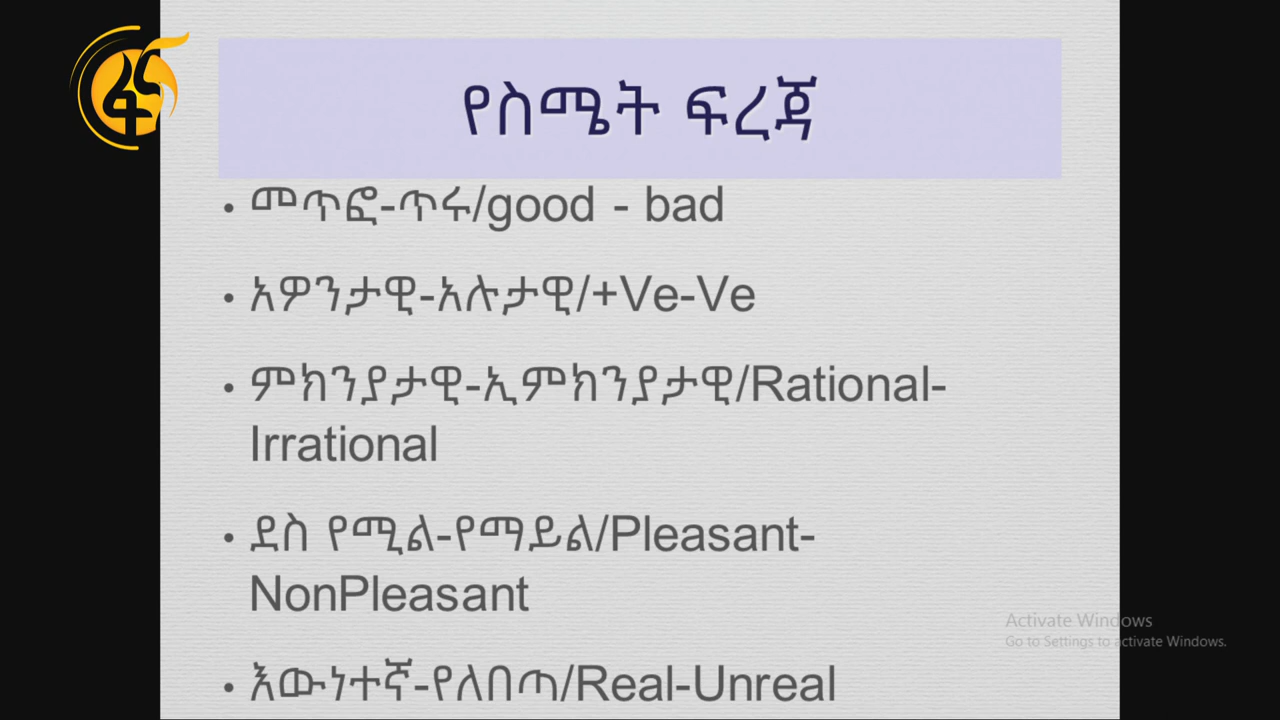 ፋና
የስሜት ፍረጃ
• መጥፎ-ጥሩ/good - bad
• አዎንታዊ-አሉታዊ/+Ve-Ve
• ምክንያታዊ-ኢምክንያታዊ/Rational-
Irrational
• ደስ የሚል-የማይል/Pleasant-
NonPleasant
• እውነተኛ-የለበጣ/Real-Unreal
Activate Windows
Go to Settings to activate Windows.